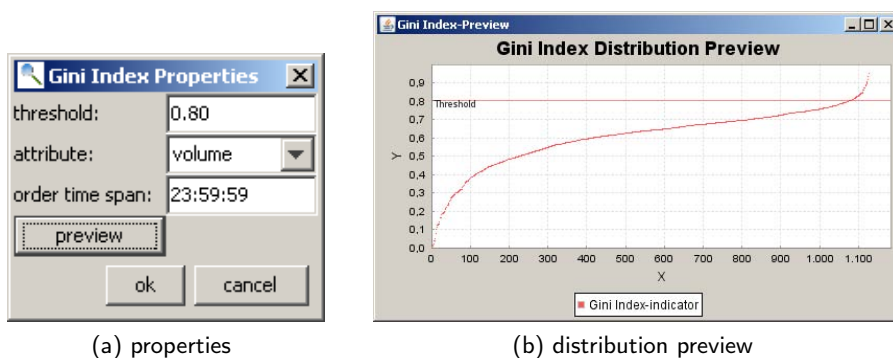 Gini Index Properties
threshold:
0.80
attribute:
volume
order time span:
23:59:59
preview
ok
cancel
(a) properties
Gini Index-Preview
Gini Index Distribution Preview
0,9
0,8
0,7
0,6
0,5
0,4
0,3
0,2
0,1
0,0
Y
Threshold
0 100 200 300 400 500 600 700 800 900 1.000 1.100
X
Gini Index-indicator
(b) distribution preview